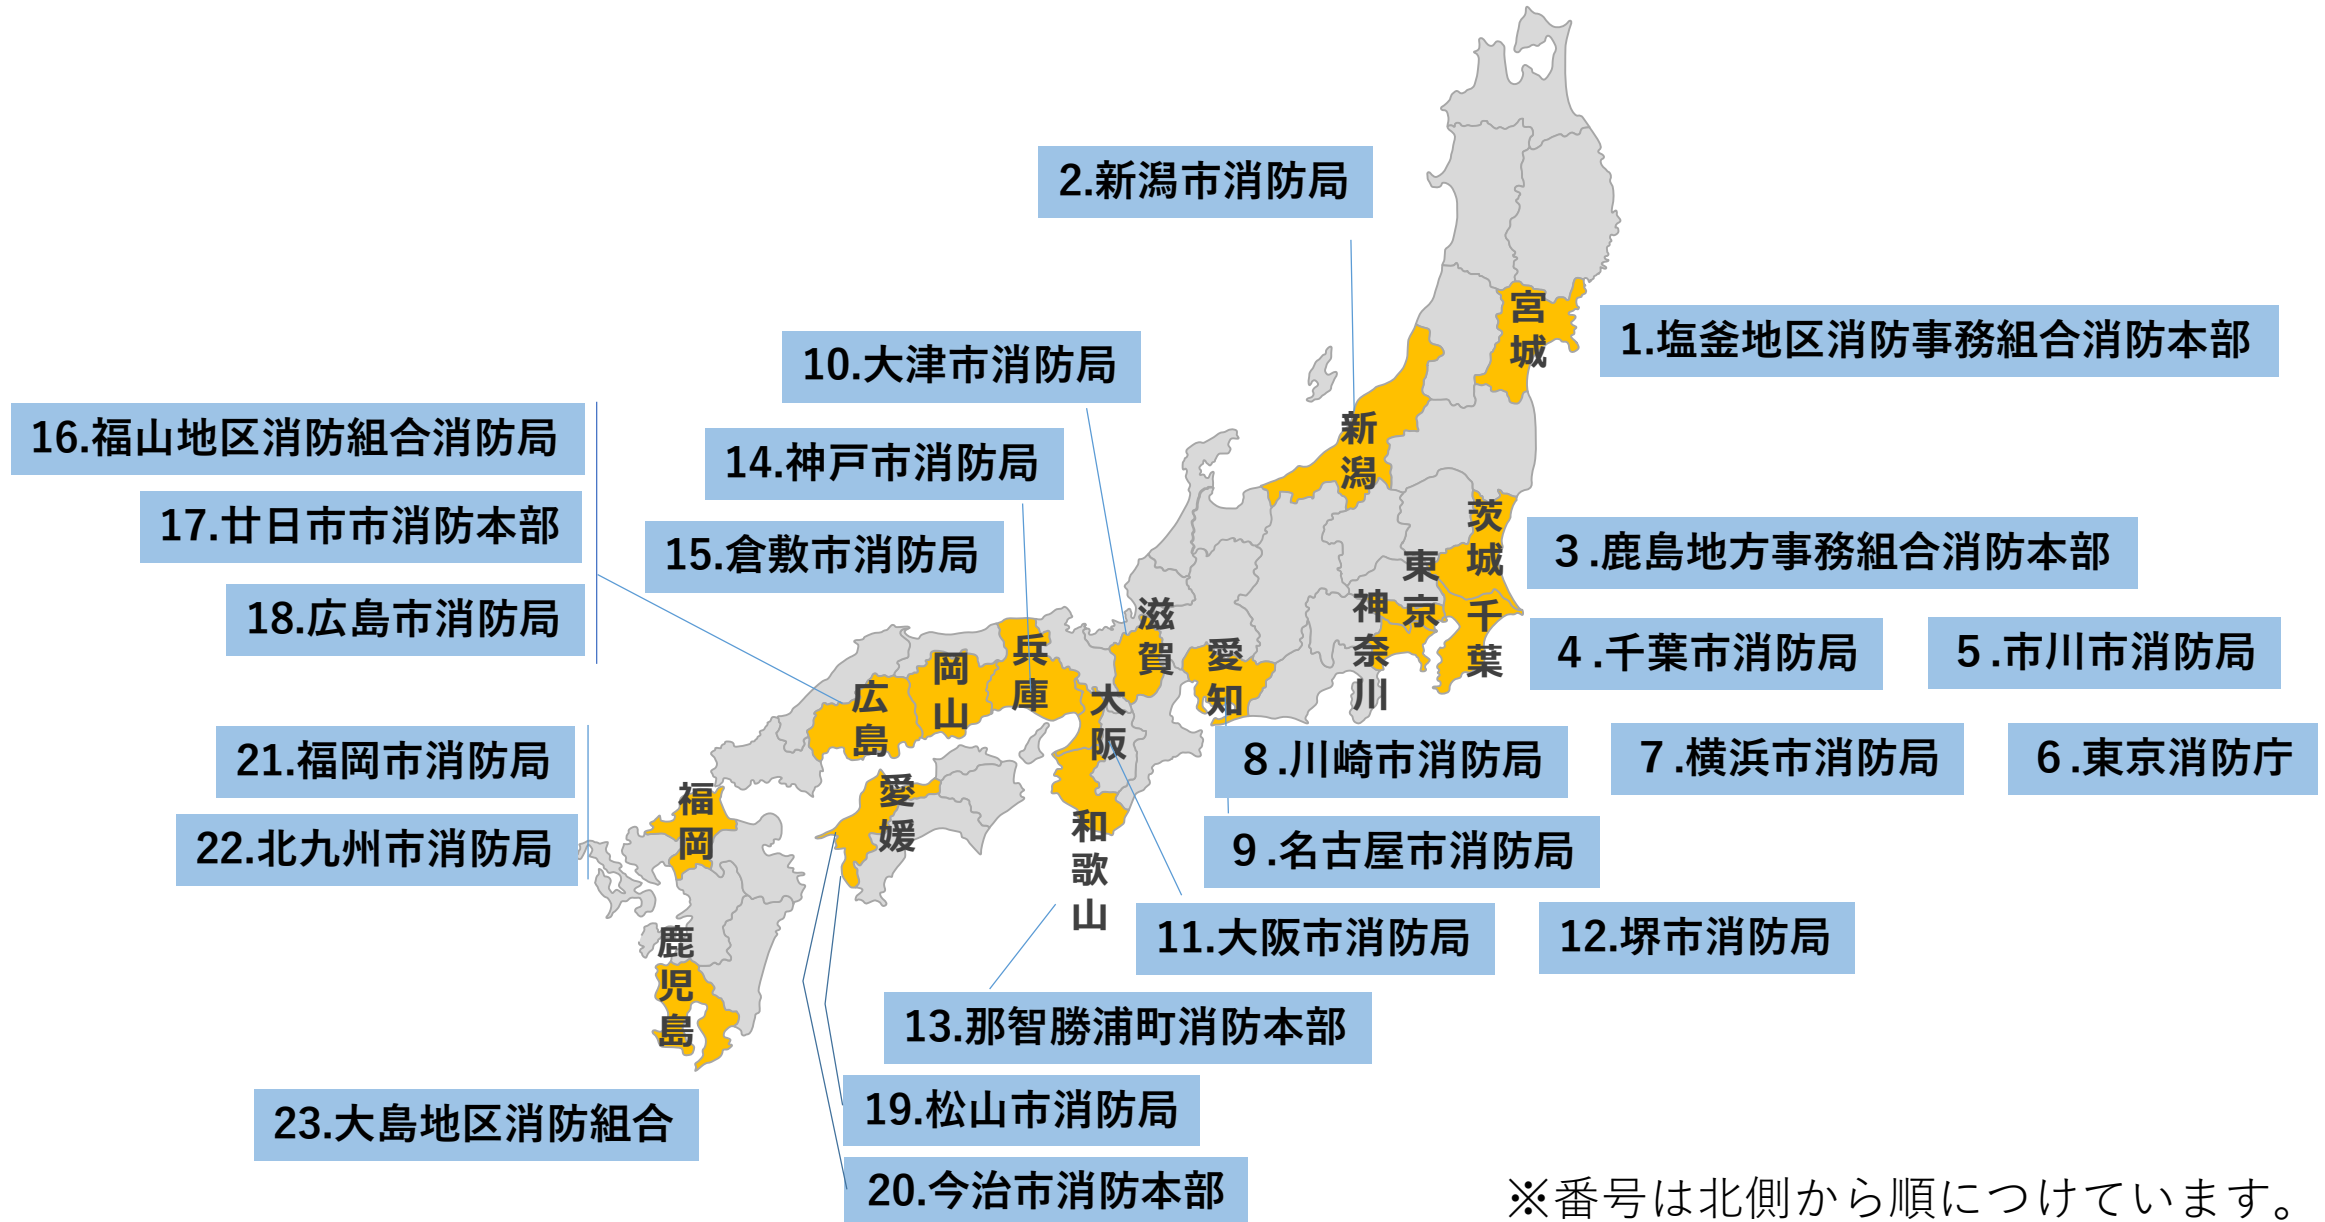 2.新潟市消防局
宮城
1.塩釜地区消防事務組合消防本部
10.大津市消防局
16.福山地区消防組合消防局
14.神戸市消防局
新潟
17.廿日市市消防本部
15.倉敷市消防局
茨城
3.鹿島地方事務組合消防本部
東京
18.広島市消防局
神奈川
千葉
4.千葉市消防局
5.市川市消防局
滋賀
兵庫
岡山
愛知
広島
大阪
21.福岡市消防局
8.川崎市消防局
7.横浜市消防局
6.東京消防庁
福岡
愛媛
22.北九州市消防局
和歌山
9.名古屋市消防局
鹿児島
11.大阪市消防局
12.堺市消防局
13.那智勝浦町消防本部
23.大島地区消防組合
19.松山市消防局
20.今治市消防本部
※番号は北側から順につけています。